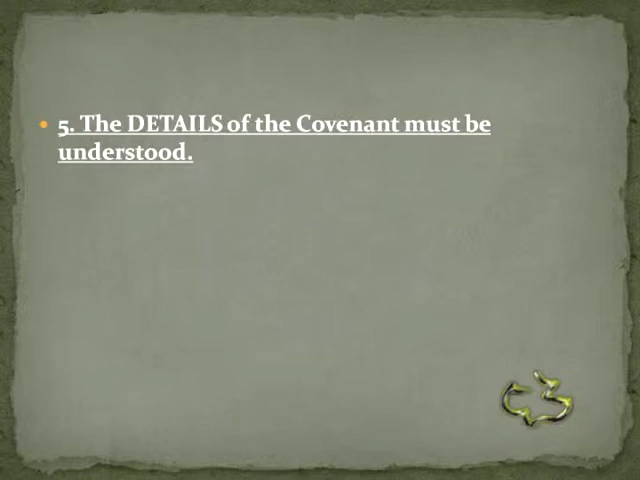 5. The DETAILS of the Covenant must be
understood.